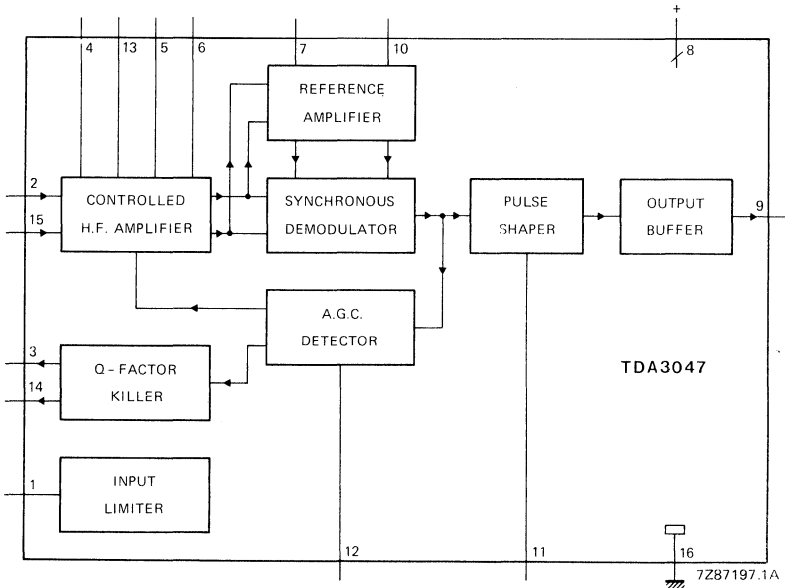 +
4 13 5 6 7 10 8
REFERENCE
AMPLIFIER
2
CONTROLLED
H.F. AMPLIFIER
15
SYNCHRONOUS
DEMODULATOR
PULSE
SHAPER
OUTPUT
BUFFER
9
A.G.C.
DETECTOR
3
Q-FACTOR
KILLER
14
TDA3047
1
INPUT
LIMITER
12 11 16
7Z87197.1A